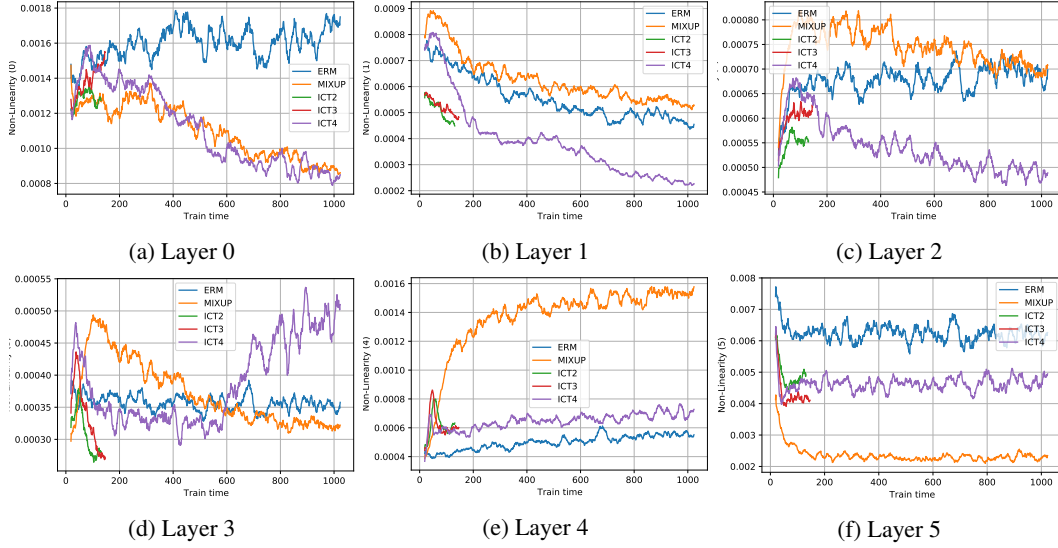 0.0018
0.0016
0.0014
0.0012
0.0010
0.0008
Non-Linearity (0)
ERM
MIXUP
ICT2
ICT3
ICT4
0 200 400 600 800 1000
Train time
(a) Layer 0
0.0009
0.0008
0.0007
0.0006
0.0005
0.0004
0.0003
0.0002
Non-Linearity (1)
ERM
MIXUP
ICT2
ICT3
ICT4
0 200 400 600 800 1000
Train time
(b) Layer 1
0.00080
0.00075
0.00070
0.00065
0.00060
0.00055
0.00050
0.00045
ERM
MIXUP
ICT2
ICT3
ICT4
0 200 400 600 800 1000
Train time
(c) Layer 2
0.00055
0.00050
0.00045
0.00040
0.00035
0.00030
ERM
MIXUP
ICT2
ICT3
ICT4
0 200 400 600 800 1000
Train time
(d) Layer 3
0.0016
0.0014
0.0012
0.0010
0.0008
0.0006
0.0004
Non-Linearity (4)
ERM
MIXUP
ICT2
ICT3
ICT4
0 200 400 600 800 1000
Train time
(e) Layer 4
0.008
0.007
0.006
0.005
0.004
0.003
0.002
Non-Linearity (5)
ERM
MIXUP
ICT2
ICT3
ICT4
0 200 400 600 800 1000
Train time
(f) Layer 5